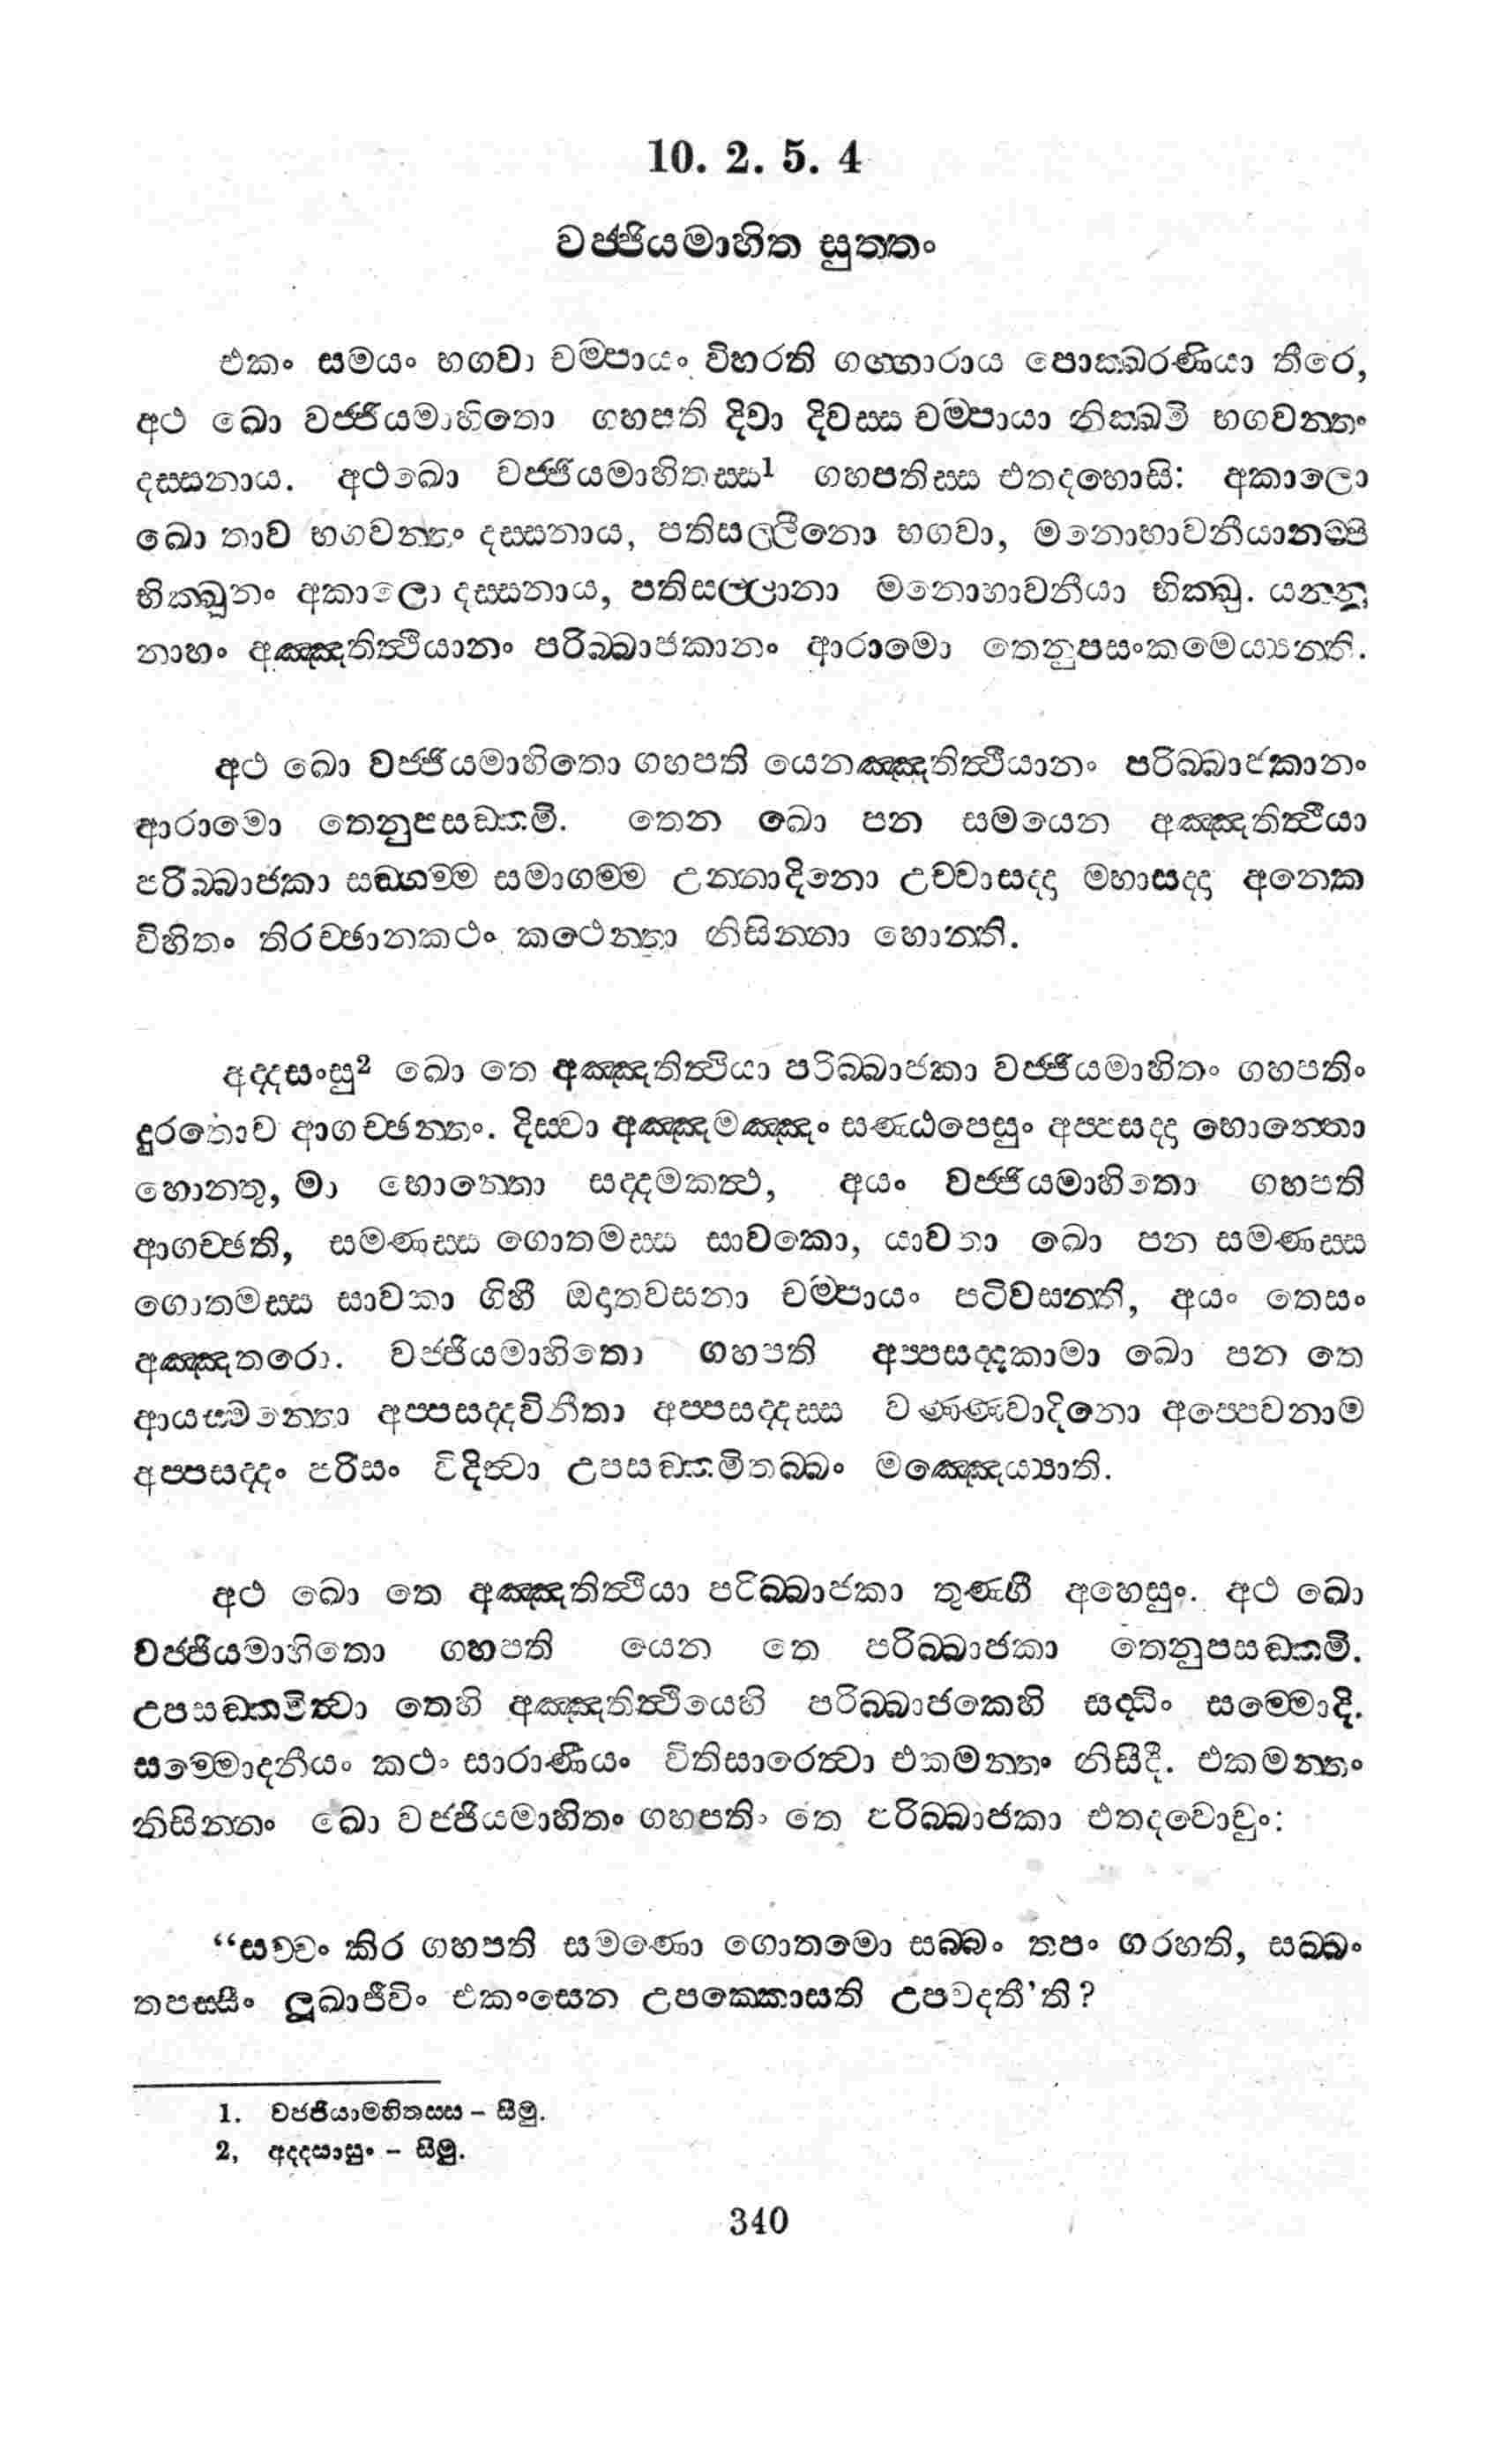 10. 2. 5. 4
වජ්ජියමාහිත සුත්තං
එකං සමයං භගවා චම්පායං විහරති ගග්ගරාය පොක්ඛරණියා තීරෙ,
අථ ඛො වජ්ජියමාහිතො ගහපති දිවා දිවස්ස චම්පායා නික්ඛමි භගවන්තං
දස්සනාය. අථඛො වජ්ජියමාහිතස්ස1 ගහපතිස්ස එතදහොසි: අකාලො
ඛො තාව භගවන්තං දස්සනාය, පතිසල්ලීනො භගවා, මනොභාවනීයානම්පි
භික්ඛූනං අකාලො දස්සනාය, පතිසල්ලානා මනොභාවනීයා භික්ඛු. යන්නූ
නාහං අඤ්ඤතිත්ථියානං පරිබ්බාජකානං ආරාමො තෙනුපසංකමෙය්‍යන්ති.
අථ ඛො වජ්ජියමාහිතො ගහපති යෙනඤ්ඤතිත්ථියානං පරිබ්බාජකානං
ආරාමො තෙනුපසඞ්කමි. තෙන ඛො පන සමයෙන අඤ්ඤතිත්ථියා
පරිබ්බාජකා සඞ්ගම්ම සමාගම්ම උන්නාදිනො උච්චාසද්දා මහාසද්දා අනෙක
විහිතං තිරච්ඡානකථං කථෙන්තා නිසින්නා හොන්ති.
අද්දසංසු2 ඛො තෙ අඤ්ඤතිත්ථියා පරිබ්බාජකා වජ්ජියමාහිතං ගහපතිං
දූරතොව ආගච්ඡන්තං. දිස්වා අඤ්ඤමඤ්ඤං සණ්ඨපෙසුං අප්පසද්දා භොන්තො
හොන්තු, මා භොන්තො සද්දමකත්ථ, අයං වජ්ජියමාහිතො ගහපති
ආගච්ඡති, සමණස්ස ගොතමස්ස සාවකො, යාවතා ඛො පන සමණස්ස
ගොතමස්ස සාවකා ගිහී ඔදාතවසනා චම්පායං පටිවසන්ති, අයං තෙසං
අඤ්ඤතරො. වජ්ජියමාහිතො ගහපති අප්පසද්දකාමා ඛො පන තෙ
ආයස්මන්තො අප්පසද්දවිනීතා අප්පසද්දස්ස වණ්ණවාදිනො අප්පෙවනාම
අප්පසද්දං පරිසං විදිත්වා උපසඞ්කමිතබ්බං මඤ්ඤෙය්‍යාති.
අථ ඛො තෙ අඤ්ඤතිත්ථියා පරිබ්බාජකා තුණ්හී අහෙසුං. අථ ඛො
වජ්ජියමාහිතො ගහපති යෙන තෙ පරිබ්බාජකා තෙනුපසඞ්කමි.
උපසඞ්කමිත්වා තෙහි අඤ්ඤතිත්ථියෙහි පරිබ්බාජකෙහි සද්ධිං සම්මොදි.
සම්මොදනීයං කථං සාරාණීයං විතිසාරෙත්වා එකමන්තං නිසීදි. එකමන්තං
නිසින්නං ඛො වජ්ජියමාහිතං ගහපතිං තෙ පරිබ්බාජකා එතදවොචුං:
“සච්චං කිර ගහපති සමණො ගොතමො සබ්බං තපං ගරහති, සබ්බං
තපස්සිං ලූඛාජීවිං එකංසෙන උපක්කොසති උපවදතී'ති?
1. වජ්ජියාමහිතස්ස – සීමු.
2, අද්දසාසුං – සිමු.
340